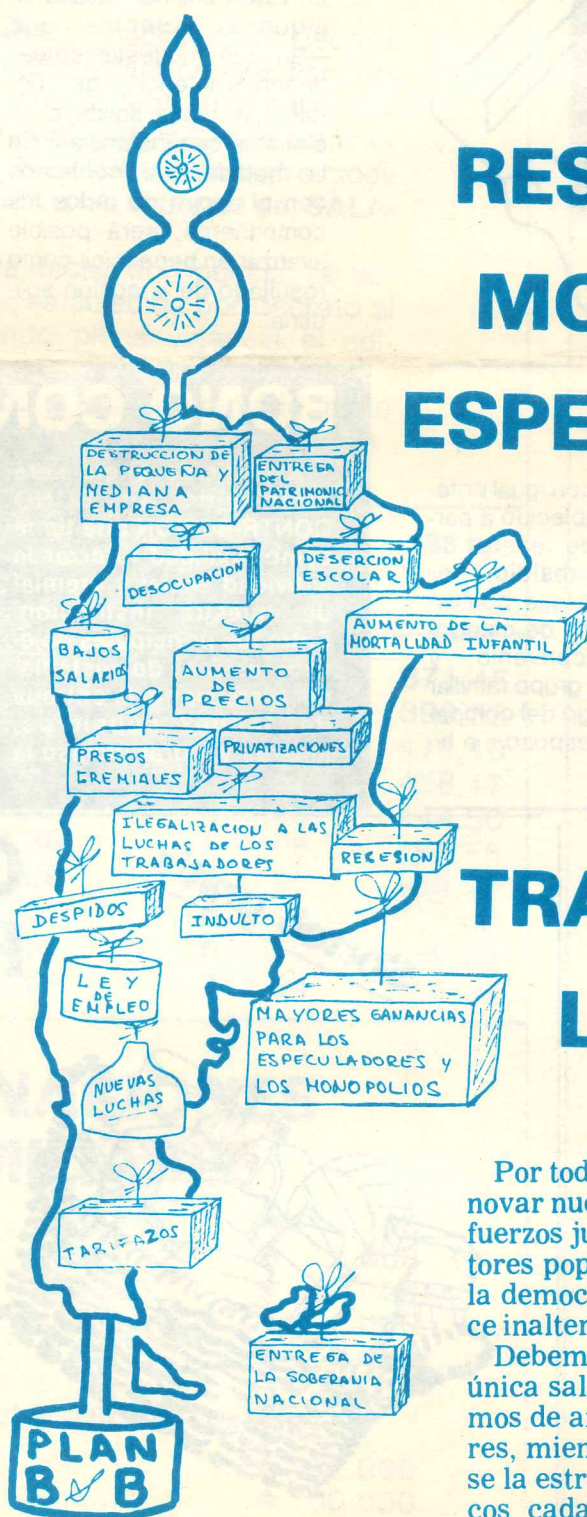 RES
MO
ESPE
DESTRUCCION DE
LA PEQUEÑA Y
MEDIANA
EMPRESA
ENTREGA
DEL
PATRIMONIO
NACIONAL
DESOCUPACION
DESERCION
ESCOLAR
BAJOS
SALARIOS
AUMENTO
DE
PRECIOS
AUMENTO DE LA
MORTALIDAD INFANTIL
PRESOS
GREMIALES
PRIVATIZACIONES
ILEGALIZACION A LAS
LUCHAS DE LOS
TRABAJADORES
RECESION
TRA
DESPIDOS
INDULTO
LEY
DE
EMPLEO
L
MAYORES GANANCIAS
PARA LOS
ESPECULADORES Y
LOS MONOPOLIOS
NUEVAS
LUCHAS
TARIFAZOS
ENTREGA DE
LA SOBERANIA
NACIONAL
PLAN
B y B
Por tod
novar nue
fuerzos ju
tores pop
la democ
ce inalter
Debem
única sal
mos de a
res, mien
se la estr
cos cada